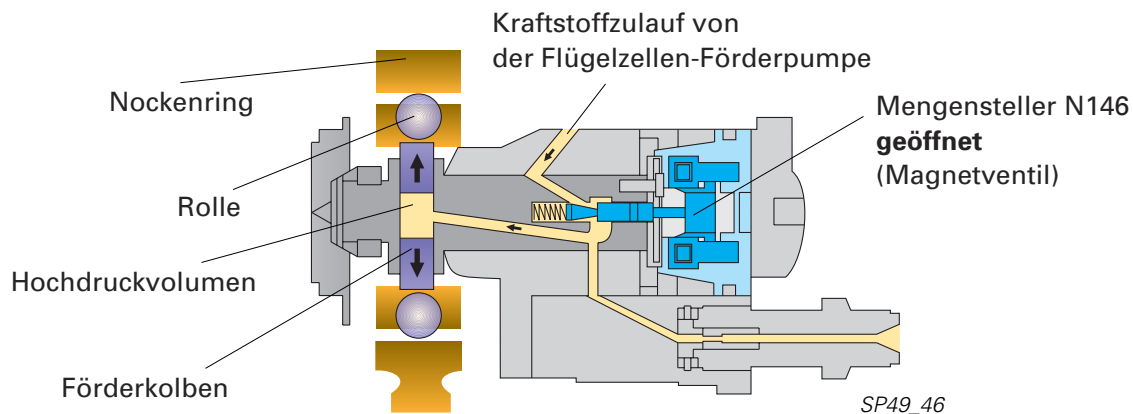 Kraftstoffzulauf von
der Flügelzellen-Förderpumpe
Nockenring
Mengensteller N146
geöffnet
(Magnetventil)
Rolle
Hochdruckvolumen
Förderkolben
SP49_46